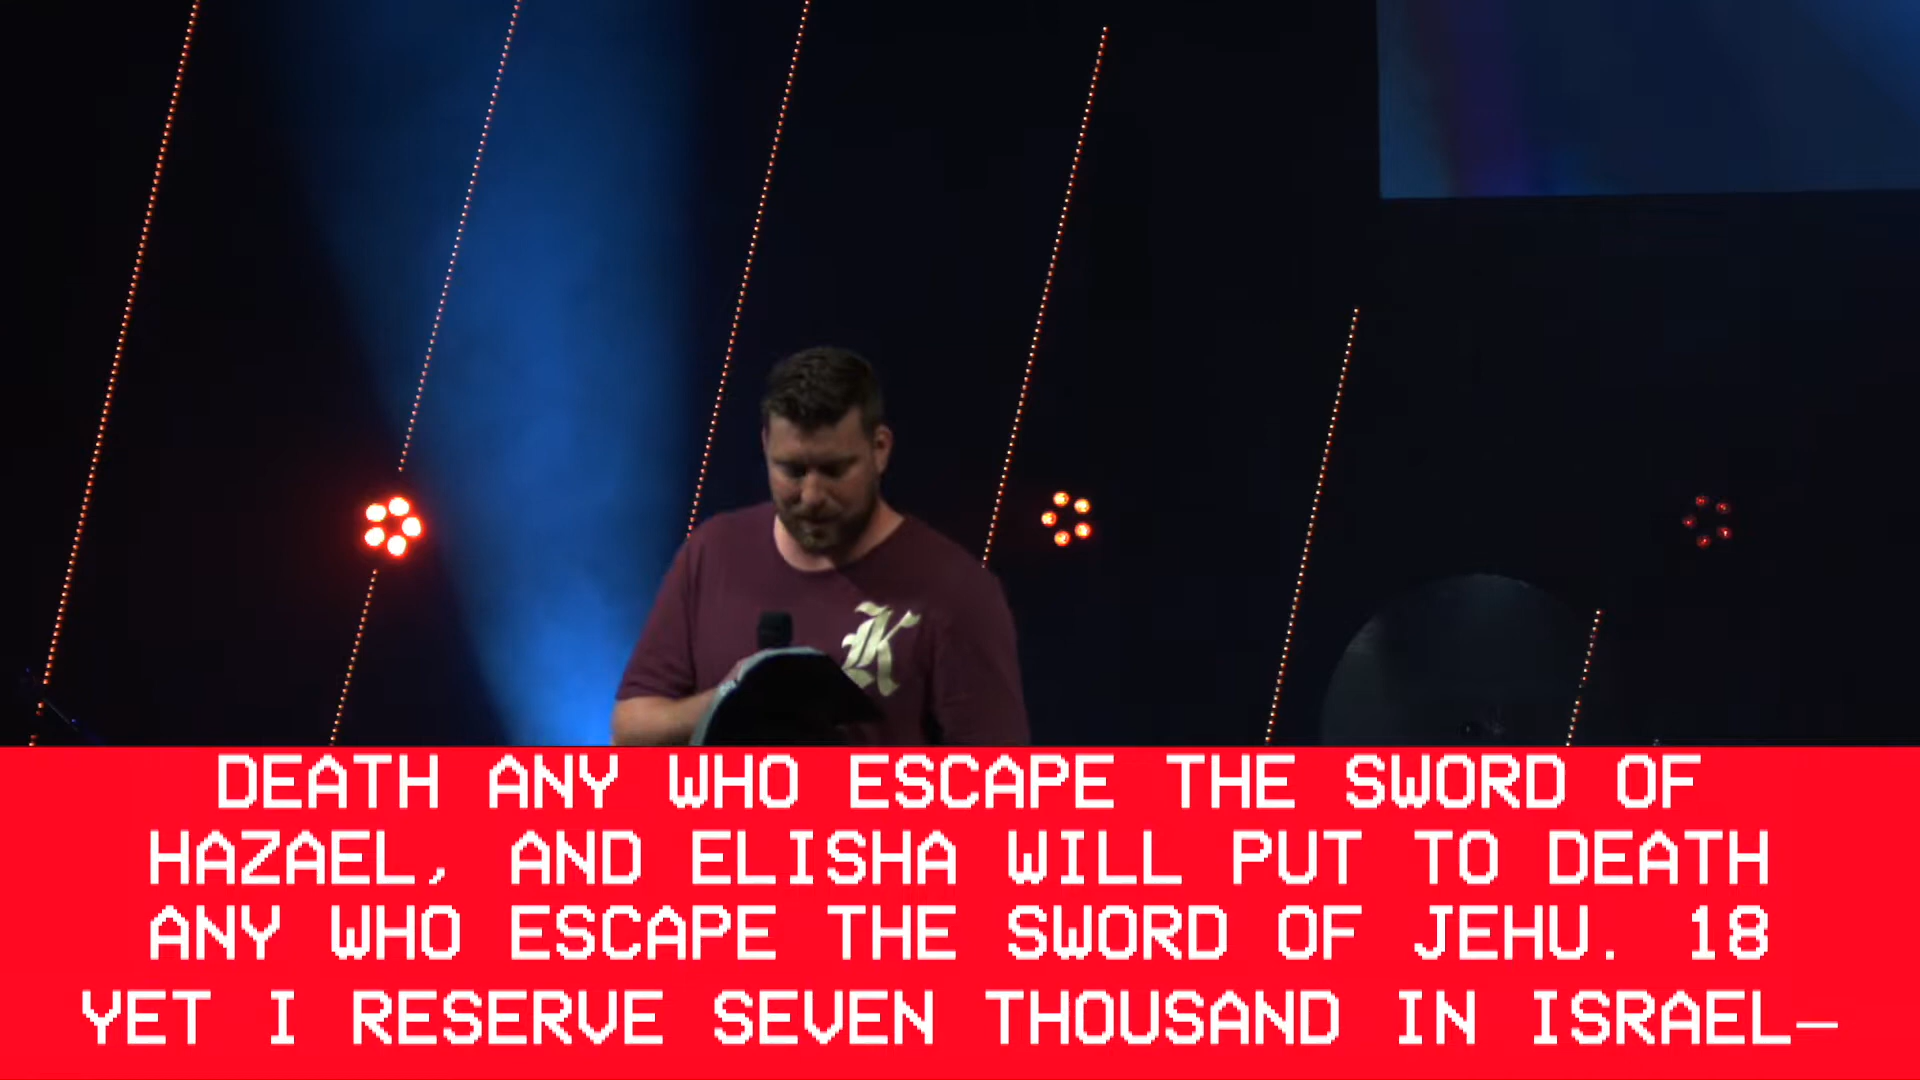 K
DEATH ANY WHO ESCAPE THE SWORD OF
HAZAEL, AND ELISHA WILL PUT TO DEATH
ANY WHO ESCAPE THE SWORD OF JEHU. 18
YET I RESERVE SEVEN THOUSAND IN ISRAEL—